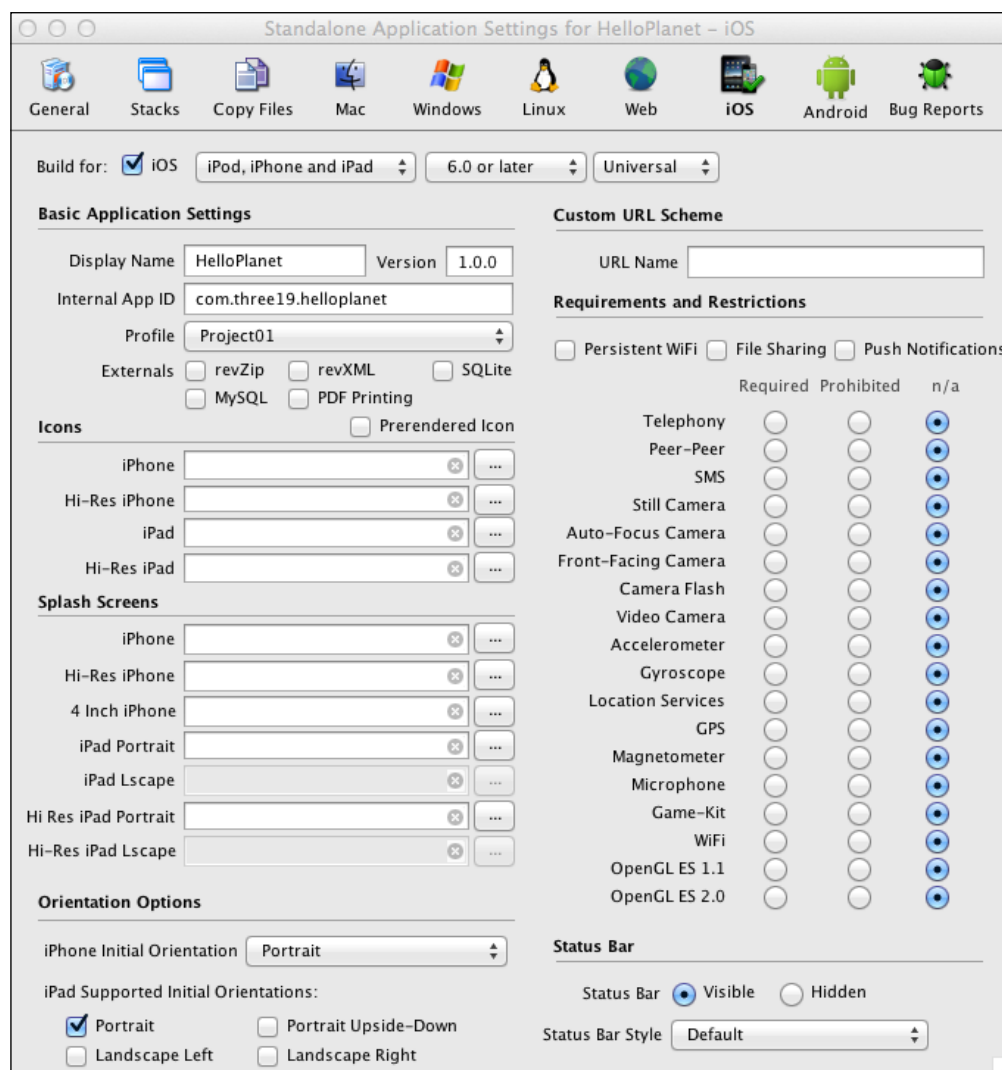 Standalone Application Settings for HelloPlanet – iOS
General Stacks Copy Files Mac Windows Linux Web iOS Android Bug Reports
Build for: iOS iPod, iPhone and iPad 6.0 or later Universal
Basic Application Settings
Display Name HelloPlanet Version 1.0.0
Internal App ID com.three19.helloplanet
Profile Project01
Externals revZip revXML SQLite
MySQL PDF Printing
Icons Prerendered Icon
iPhone ...
Hi-Res iPhone ...
iPad ...
Hi-Res iPad ...
Splash Screens
iPhone ...
Hi-Res iPhone ...
4 Inch iPhone ...
iPad Portrait ...
iPad Lscape ...
Hi Res iPad Portrait ...
Hi-Res iPad Lscape ...
Orientation Options
iPhone Initial Orientation Portrait
iPad Supported Initial Orientations:
Portrait Portrait Upside-Down
Landscape Left Landscape Right
Custom URL Scheme
URL Name
Requirements and Restrictions
Persistent WiFi File Sharing Push Notifications
Required Prohibited n/a
Telephony
Peer-Peer
SMS
Still Camera
Auto-Focus Camera
Front-Facing Camera
Camera Flash
Video Camera
Accelerometer
Gyroscope
Location Services
GPS
Magnetometer
Microphone
Game-Kit
WiFi
OpenGL ES 1.1
OpenGL ES 2.0
Status Bar
Status Bar Visible Hidden
Status Bar Style Default